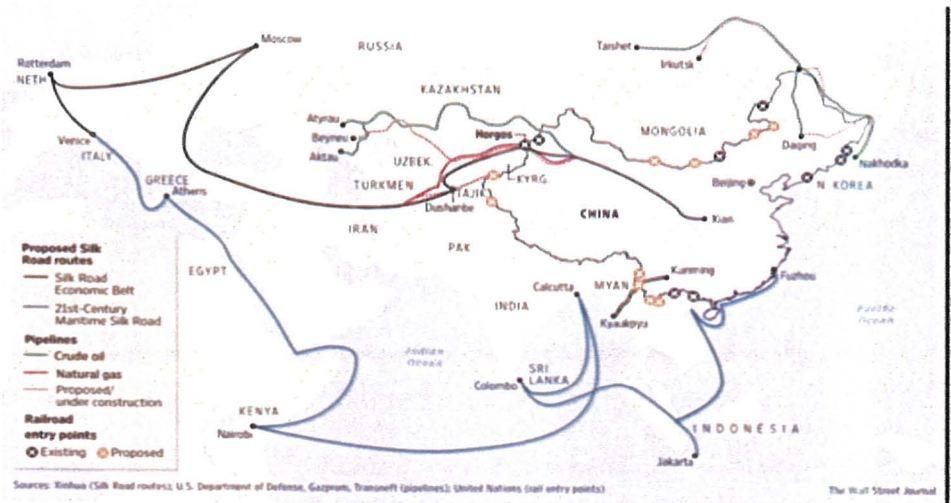 Moscow
RUSSIA
Taishet
Irkutsk
Rotterdam
NETH
KAZAKHSTAN
Atyrau
Beyneu
Aktau
Horgos
MONGOLIA
Daqing
Nakhodka
Venice
ITALY
UZBEK.
KYRG.
TURKMEN
TAJIK
Dushanbe
Beijing
N. KOREA
GREECE
Athens
CHINA
Xian
IRAN
PAK
EGYPT
Proposed Silk
Road routes
Silk Road
Economic Belt
21st-Century
Maritime Silk Road
Pipelines
Crude oil
Natural gas
Proposed/
under construction
Railroad
entry points
Existing
Proposed
Calcutta
INDIA
MYAN
Kunming
Kyaukpya
Fuzhou
Pacific
Ocean
Indian
Ocean
SRI
LANKA
Colombo
KENYA
Nairobi
INDONESIA
Jakarta
Sources: Xinhua (Silk Road routes); U.S. Department of Defense, Gazprom, Transneft (pipelines); United Nations (rail entry points)
The Wall Street Journal